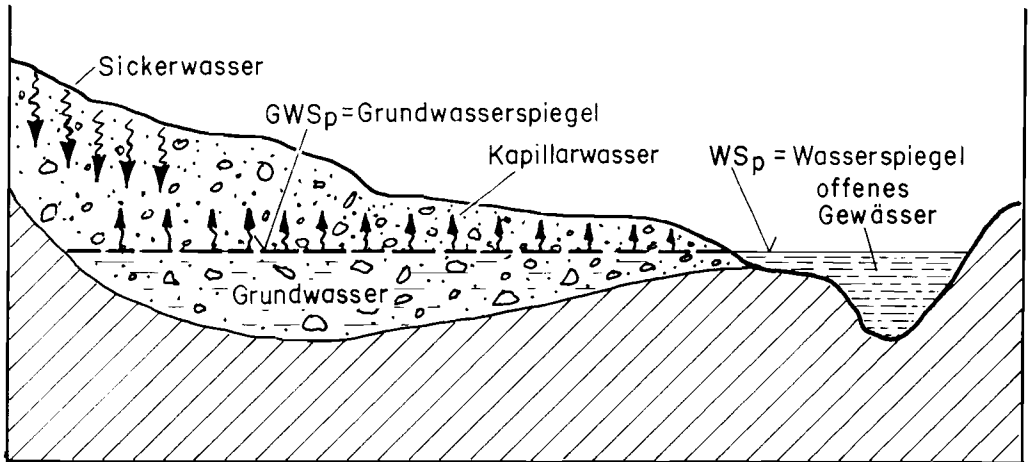 Sickerwasser
GWSp = Grundwasserspiegel
Kapillarwasser
WSp = Wasserspiegel
offenes
Gewässer
Grundwasser